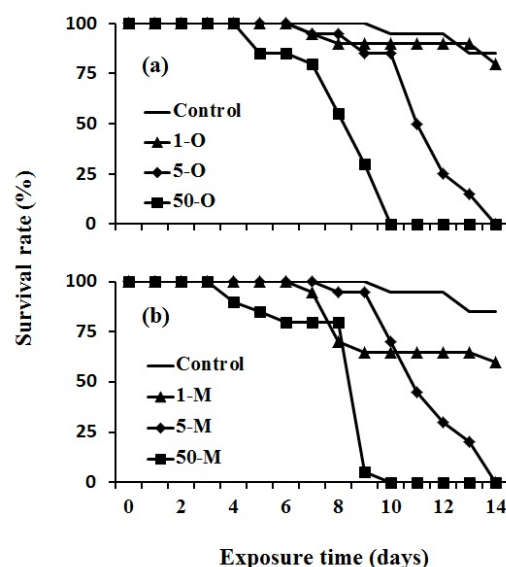 Survival rate (%)
100
75
50
25
0
(a)
Control
1-O
5-O
50-O
100
75
50
25
0
(b)
Control
1-M
5-M
50-M
0 2 4 6 8 10 12 14
Exposure time (days)